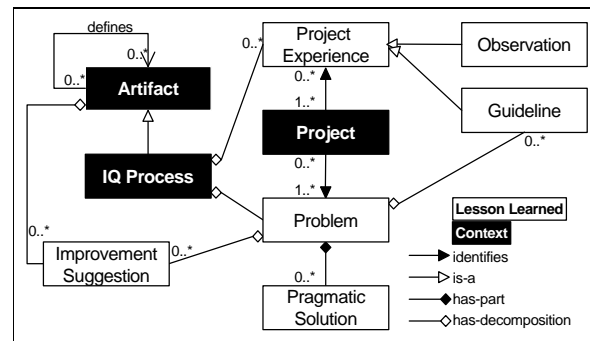 defines
0..*
Artifact
IQ Process
0..*
Improvement
Suggestion
0..*
0..*
Project
Experience
0..*
1..*
Project
0..*
1..*
Problem
0..*
Pragmatic
Solution
Observation
Guideline
0..*
Lesson Learned
Context
identifies
is-a
has-part
has-decomposition